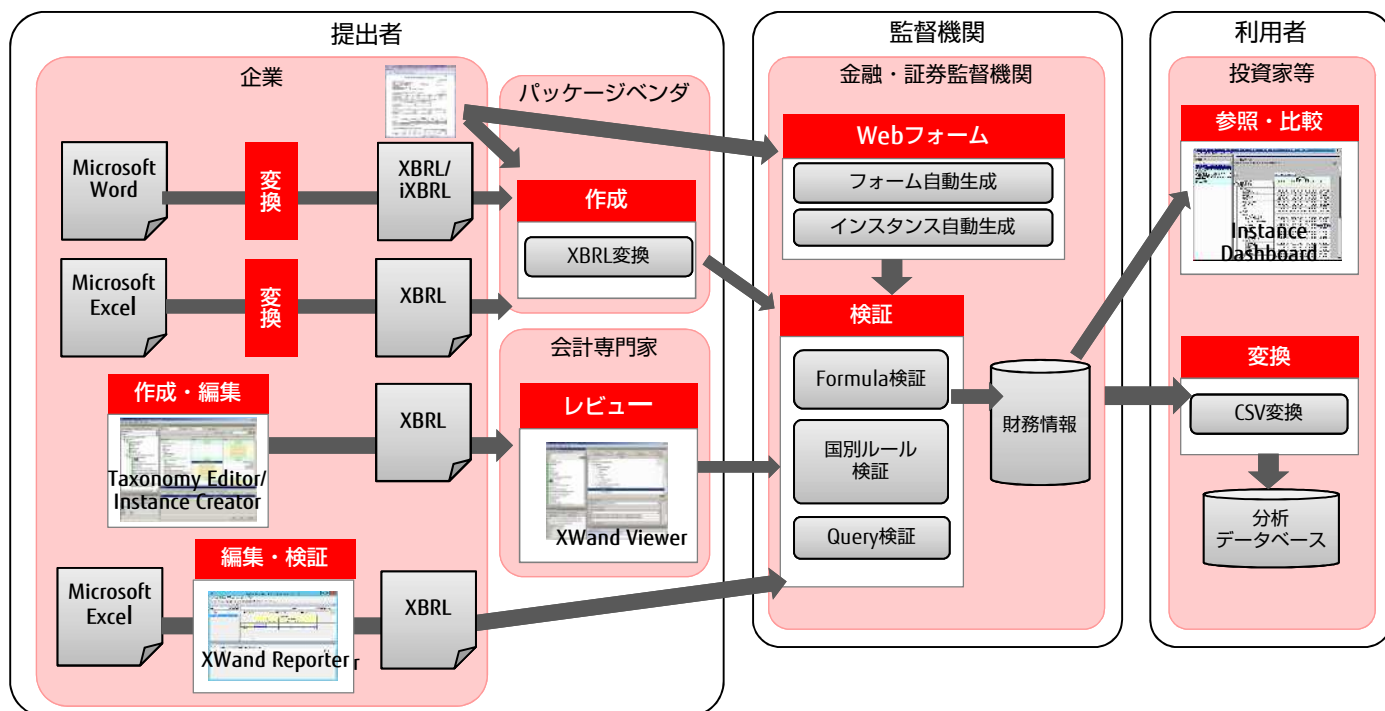 提出者
企業
Microsoft
Word
変換
XBRL/
iXBRL
Microsoft
Excel
変換
XBRL
作成・編集
Taxonomy Editor/
Instance Creator
XBRL
Microsoft
Excel
編集・検証
XWand Reporter
r
XBRL
パッケージベンダ
作成
XBRL変換
会計専門家
レビュー
XWand Viewer
監督機関
金融・証券監督機関
Webフォーム
フォーム自動生成
インスタンス自動生成
検証
Formula検証
国別ルール
検証
Query検証
財務情報
利用者
投資家等
参照・比較
Instance
Dashboard
変換
CSV変換
分析
データベース